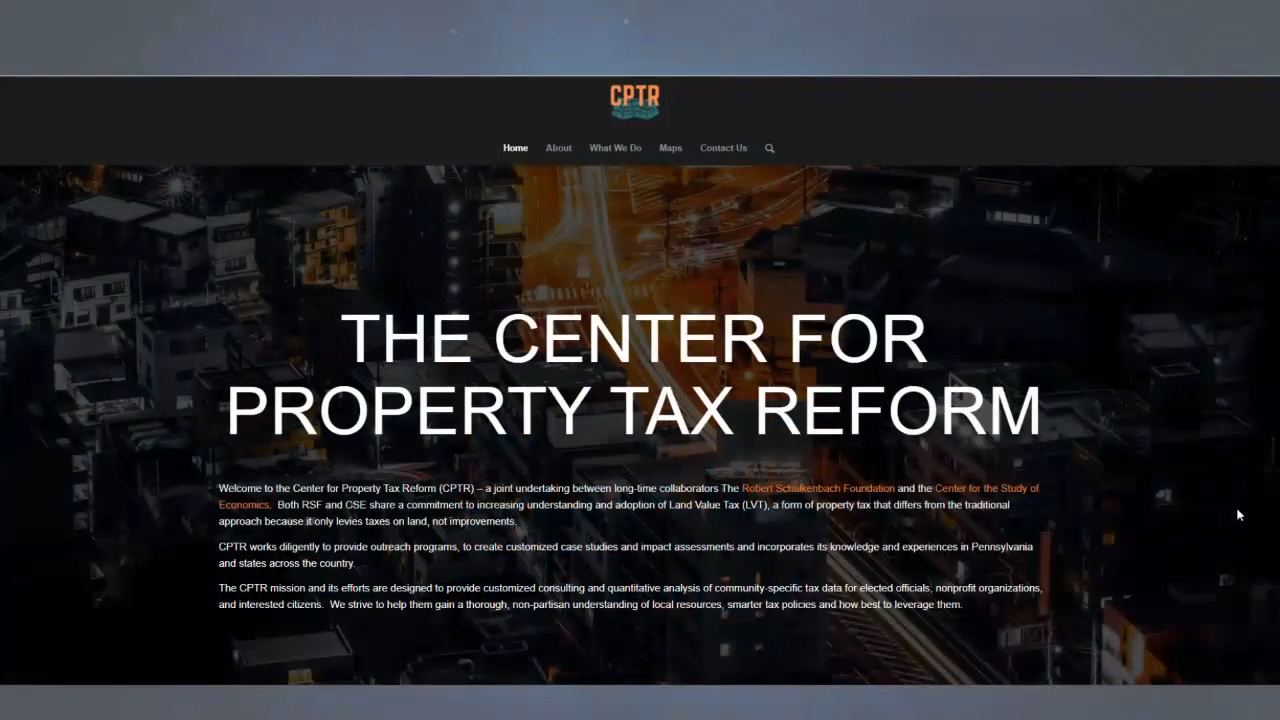 CPTR
Home About What We Do Maps Contact Us
THE CENTER FOR
PROPERTY TAX REFORM
Welcome to the Center for Property Tax Reform (CPTR) – a joint undertaking between long-time collaborators The Robert Schalkenbach Foundation and the Center for the Study of
Economics.  Both RSF and CSE share a commitment to increasing understanding and adoption of Land Value Tax (LVT), a form of property tax that differs from the traditional
approach because it only levies taxes on land, not improvements.
CPTR works diligently to provide outreach programs, to create customized case studies and impact assessments and incorporates its knowledge and experiences in Pennsylvania
and states across the country.
The CPTR mission and its efforts are designed to provide customized consulting and quantitative analysis of community-specific tax data for elected officials, nonprofit organizations,
and interested citizens.  We strive to help them gain a thorough, non-partisan understanding of local resources, smarter tax policies and how best to leverage them.